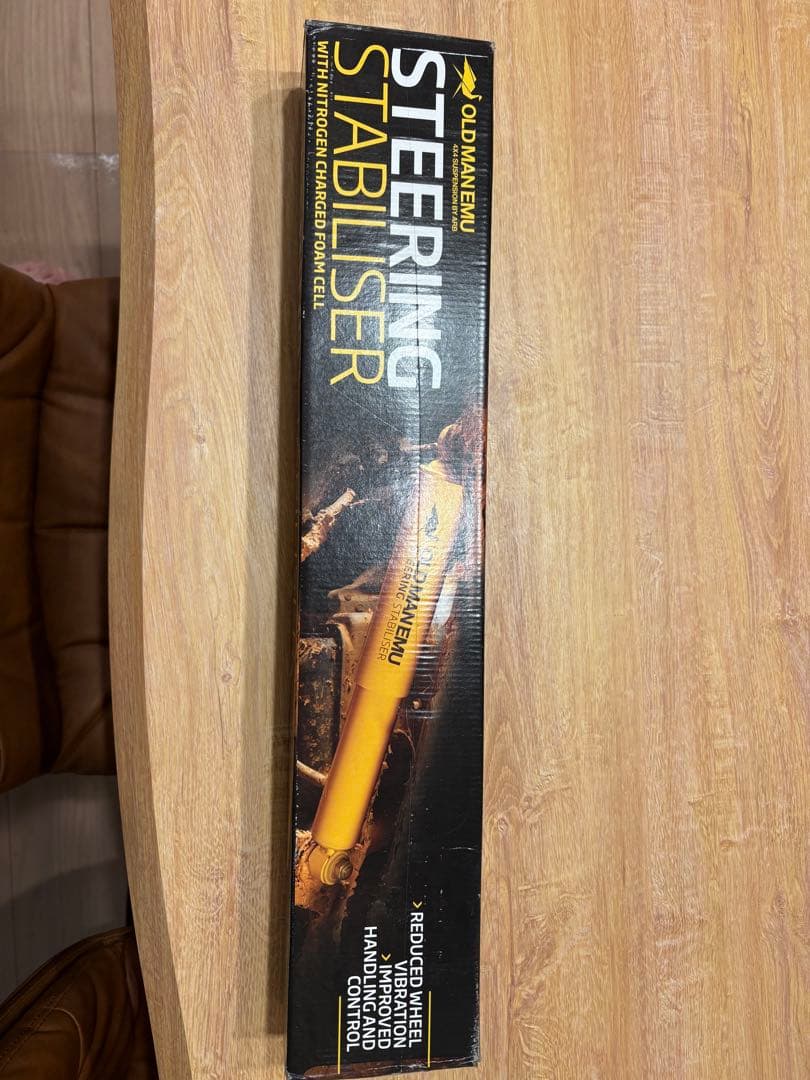 OLD MAN EMU
4X4 SUSPENSION BY ARB
STEERING
STABILISER
WITH NITROGEN CHARGED FOAM CELL
OLD MAN EMU
STEERING STABILISER
> REDUCED WHEEL
VIBRATION
> IMPROVED
HANDLING AND
CONTROL